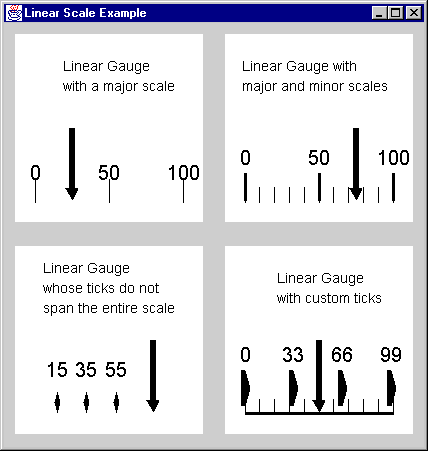 Linear Scale Example
Linear Gauge
with a major scale
0 50 100
Linear Gauge with
major and minor scales
0 50 100
Linear Gauge
whose ticks do not
span the entire scale
15 35 55
Linear Gauge
with custom ticks
0 33 66 99